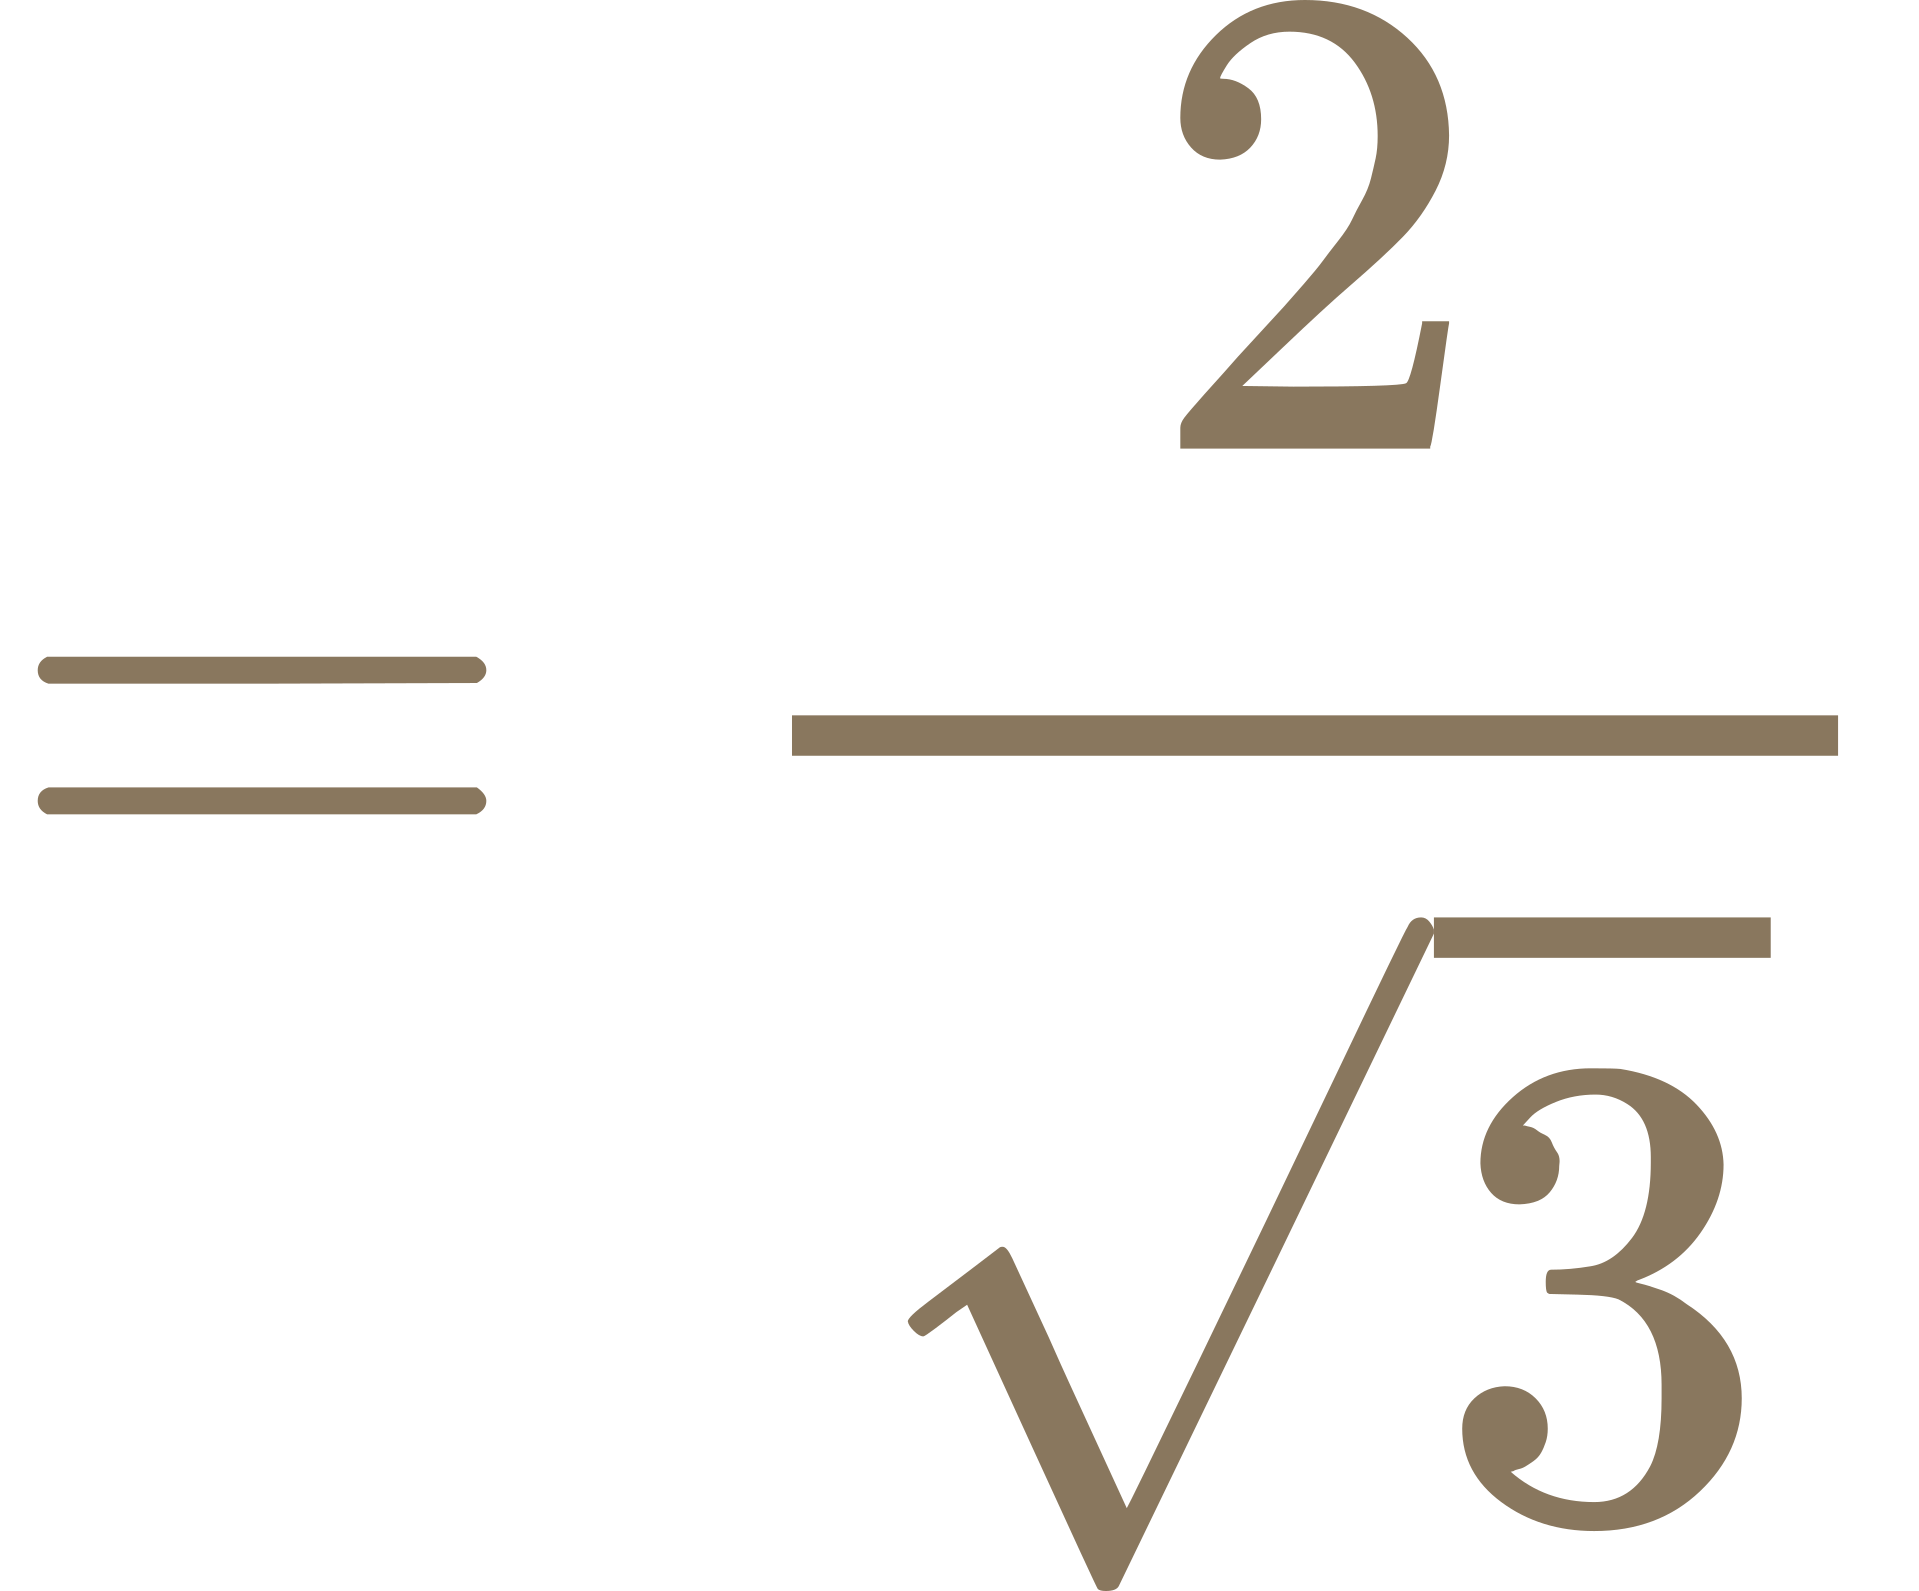 = 2/√3